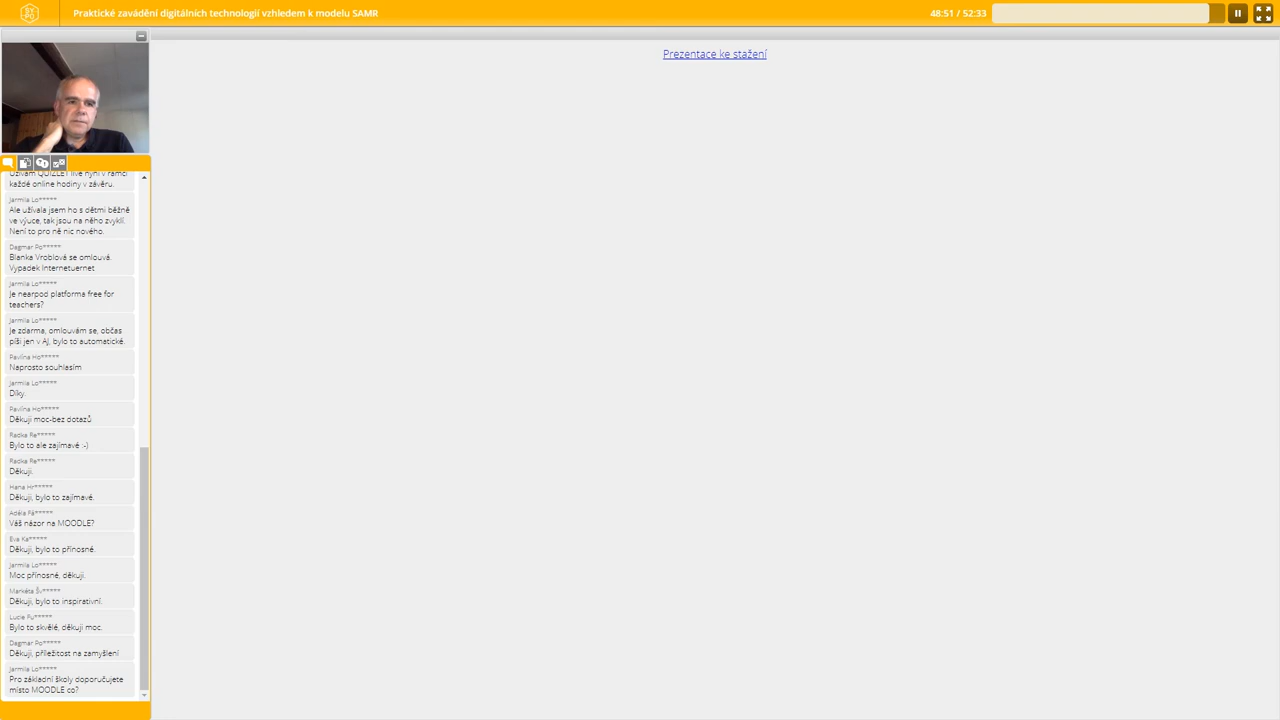 Praktické zavádění digitálních technologií vzhledem k modelu SAMR
48:51 / 52:33
Prezentace ke stažení
Užívám QUIZLET live nyní v rámci
každé online hodiny v závěru.
Jarmila Lo*****
Ale užívala jsem ho s dětmi běžně
ve výuce, tak jsou na něho zvyklí.
Není to pro ně nic nového.
Dagmar Po*****
Blanka Vroblová se omlouvá.
Vypadek Internetuernet
Jarmila Lo*****
Je nearpod platforma free for
teachers?
Jarmila Lo*****
Je zdarma, omlouvám se, občas
píši jen v AJ, bylo to automatické.
Pavlína Ho*****
Naprosto souhlasím
Jarmila Lo*****
Díky.
Pavlína Ho*****
Děkuji moc-bez dotazů
Radka Re*****
Bylo to ale zajímavé :-)
Radka Re*****
Děkuji.
Hana Hr*****
Děkuji, bylo to zajímavé.
Adéla Fá*****
Váš názor na MOODLE?
Eva Ka*****
Děkuji, bylo to přínosné.
Jarmila Lo*****
Moc přínosné, děkuji.
Markéta Šv*****
Děkuji, bylo to inspirativní.
Lucie Pu*****
Bylo to skvělé, děkuji moc.
Dagmar Po*****
Děkuji, příležitost na zamyšlení
Jarmila Lo*****
Pro základní školy doporučujete
místo MOODLE co?